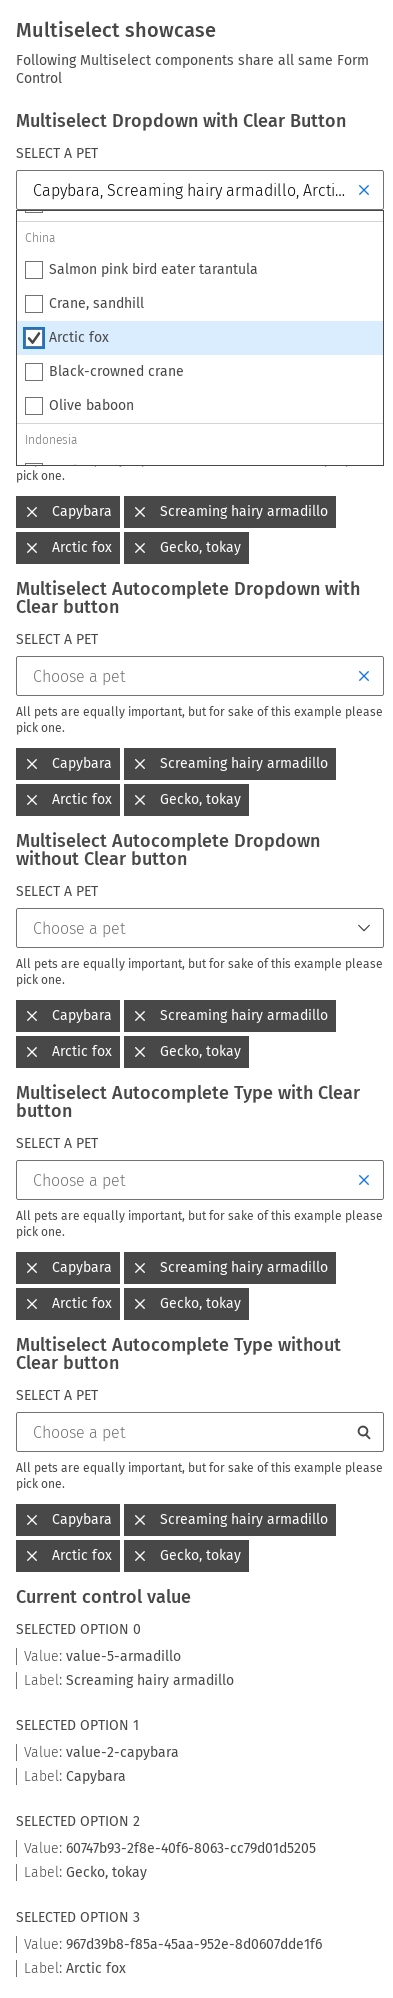 Multiselect showcase
Following Multiselect components share all same Form
Control
Multiselect Dropdown with Clear Button
SELECT A PET
Capybara, Screaming hairy armadillo, Arcti...
China
Salmon pink bird eater tarantula
Crane, sandhill
Arctic fox
Black-crowned crane
Olive baboon
Indonesia
pick one.
Capybara
Screaming hairy armadillo
Arctic fox
Gecko, tokay
Multiselect Autocomplete Dropdown with
Clear button
SELECT A PET
Choose a pet
All pets are equally important, but for sake of this example please
pick one.
Capybara
Screaming hairy armadillo
Arctic fox
Gecko, tokay
Multiselect Autocomplete Dropdown
without Clear button
SELECT A PET
Choose a pet
All pets are equally important, but for sake of this example please
pick one.
Capybara
Screaming hairy armadillo
Arctic fox
Gecko, tokay
Multiselect Autocomplete Type with Clear
button
SELECT A PET
Choose a pet
All pets are equally important, but for sake of this example please
pick one.
Capybara
Screaming hairy armadillo
Arctic fox
Gecko, tokay
Multiselect Autocomplete Type without
Clear button
SELECT A PET
Choose a pet
All pets are equally important, but for sake of this example please
pick one.
Capybara
Screaming hairy armadillo
Arctic fox
Gecko, tokay
Current control value
SELECTED OPTION 0
Value: value-5-armadillo
Label: Screaming hairy armadillo
SELECTED OPTION 1
Value: value-2-capybara
Label: Capybara
SELECTED OPTION 2
Value: 60747b93-2f8e-40f6-8063-cc79d01d5205
Label: Gecko, tokay
SELECTED OPTION 3
Value: 967d39b8-f85a-45aa-952e-8d0607dde1f6
Label: Arctic fox